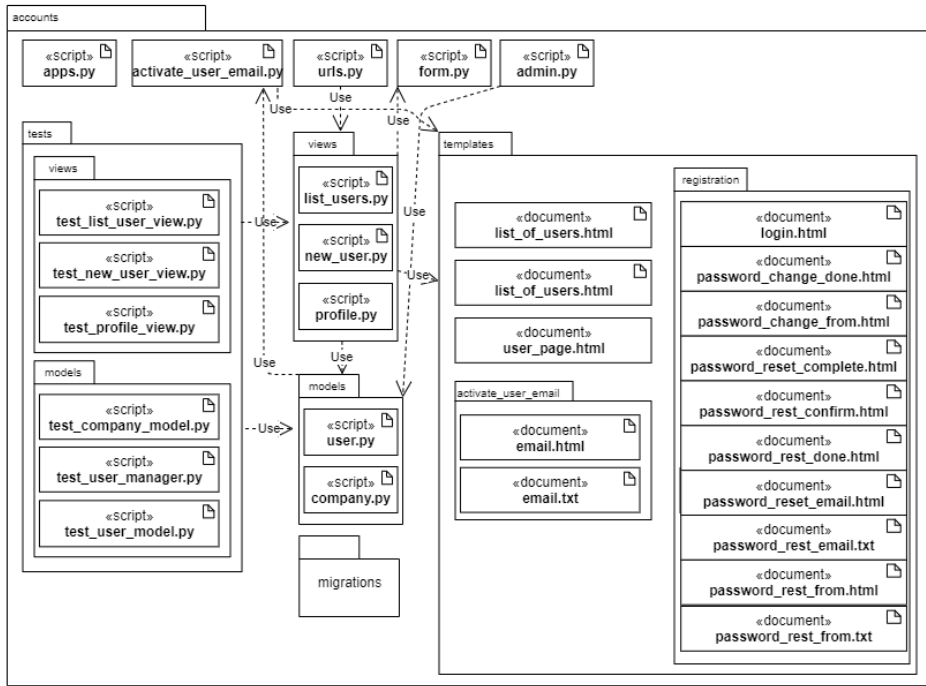 accounts
«script»
apps.py
«script»
activate_user_email.py
«script»
urls.py
«script»
form.py
«script»
admin.py
Use
Use
Use
tests
views
«script»
test_list_user_view.py
«script»
test_new_user_view.py
«script»
test_profile_view.py
models
«script»
test_company_model.py
«script»
test_user_manager.py
«script»
test_user_model.py
Use
Use
views
«script»
list_users.py
«script»
new_user.py
«script»
profile.py
Use
Use
Use
Use
models
«script»
user.py
«script»
company.py
migrations
templates
«document»
list_of_users.html
«document»
list_of_users.html
«document»
user_page.html
activate_user_email
«document»
email.html
«document»
email.txt
registration
«document»
login.html
«document»
password_change_done.html
«document»
password_change_from.html
«document»
password_reset_complete.html
«document»
password_rest_confirm.html
«document»
password_rest_done.html
«document»
password_reset_email.html
«document»
password_rest_email.txt
«document»
password_rest_from.html
«document»
password_rest_from.txt